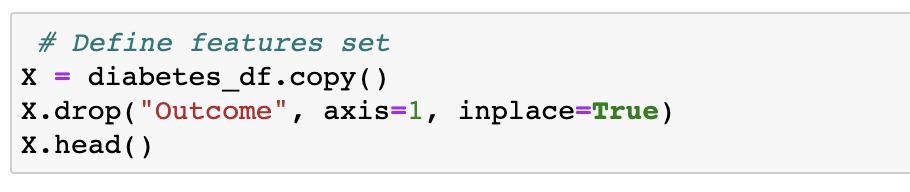 # Define features set
X = diabetes_df.copy()
X.drop("Outcome", axis=1, inplace=True)
X.head()